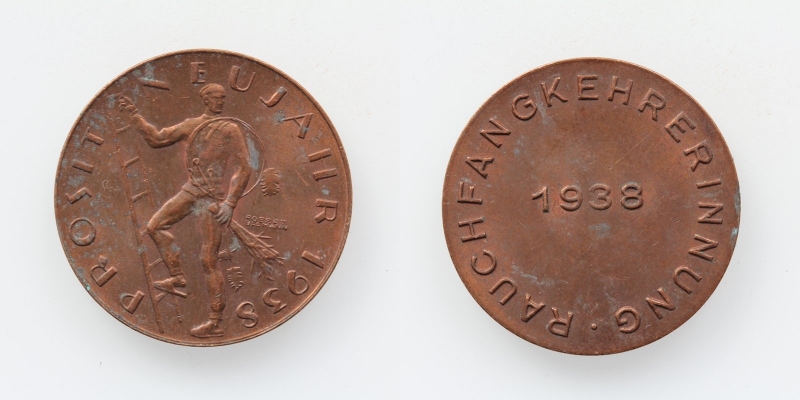 PROSIT NEUJAHR 1938
RAUCHFANGKEHRERINNUNG ·
1938